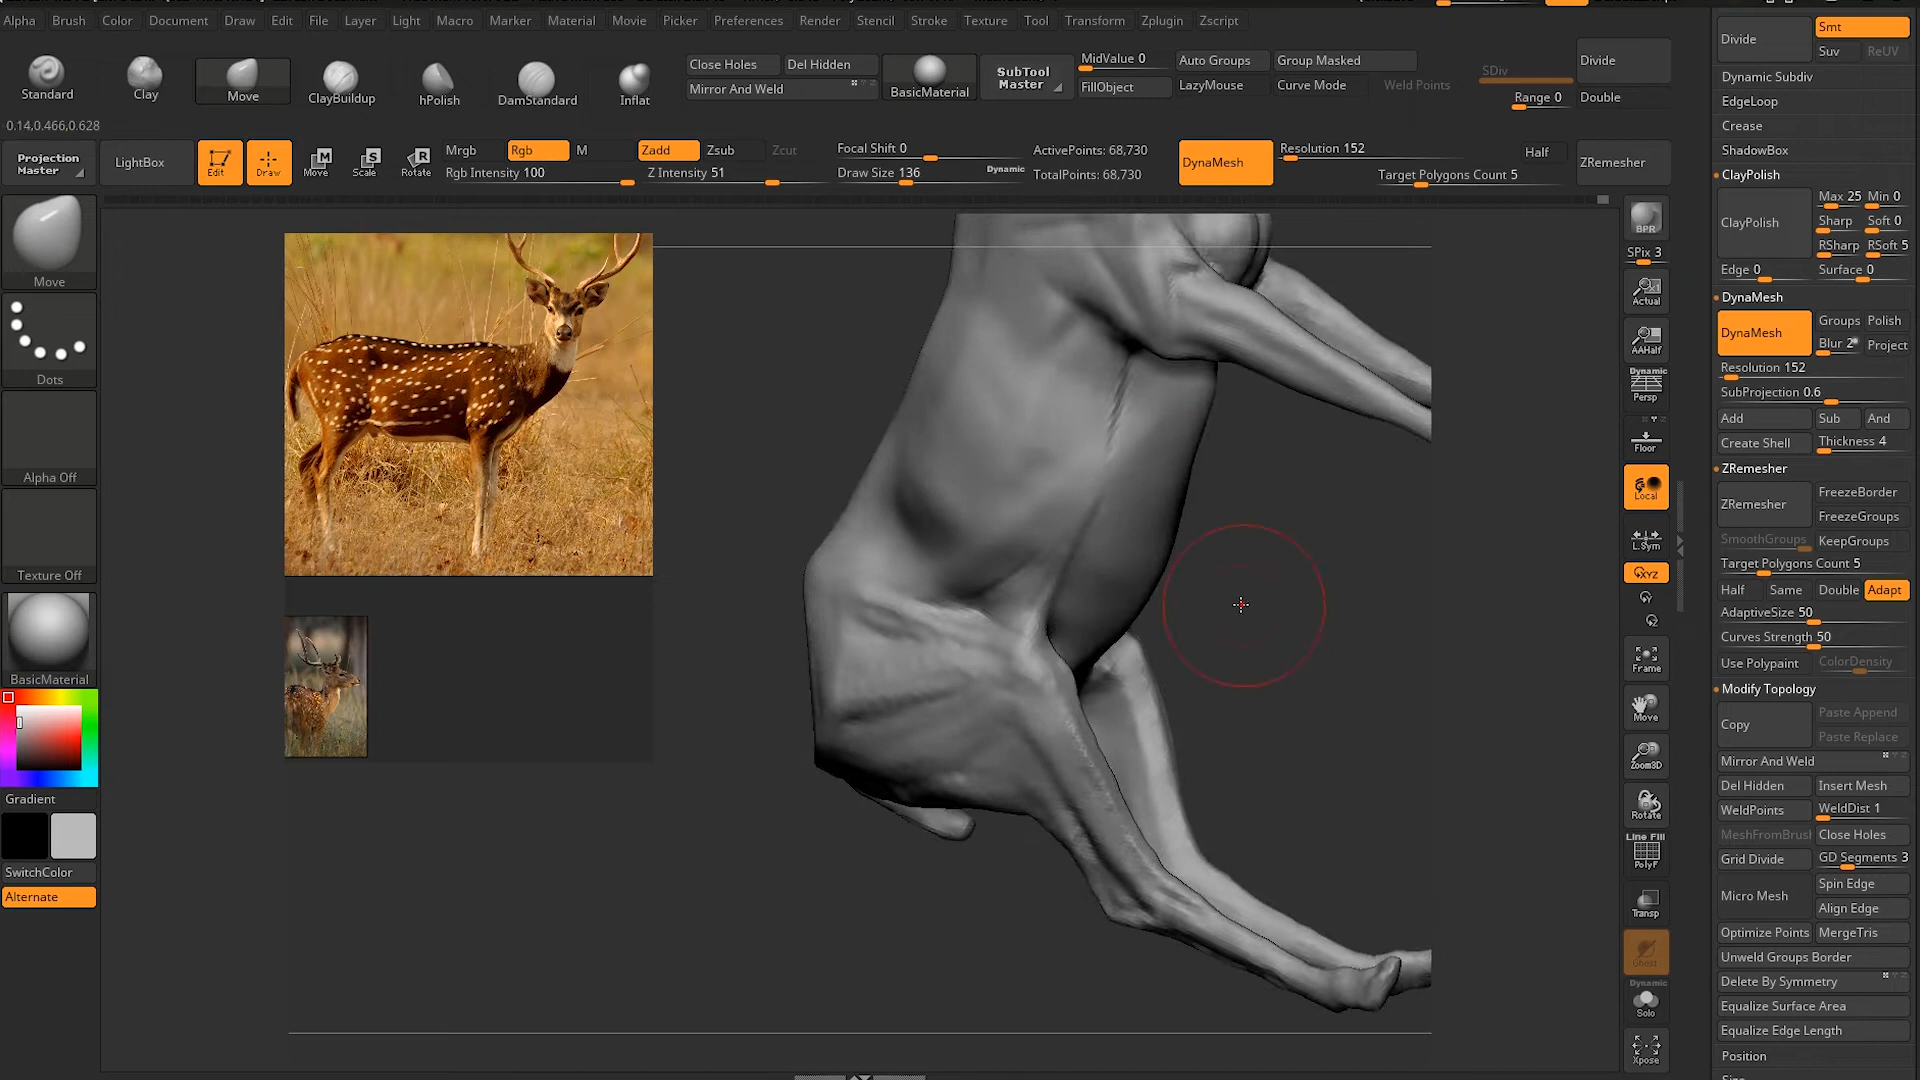 Alpha Brush Color Document Draw Edit File Layer Light Macro Marker Material Movie Picker Preferences Render Stencil Stroke Texture Tool Transform Zplugin Zscript
Standard Clay Move ClayBuildup hPolish DamStandard Inflat
Close Holes Del Hidden
Mirror And Weld
BasicMaterial
SubTool
Master
MidValue 0
FillObject
Auto Groups Group Masked
LazyMouse Curve Mode Weld Points
SDiv
Range 0
Divide
Double
0.14,0.466,0.628
Projection
Master
LightBox
Edit Draw Move Scale Rotate
Mrgb Rgb M Zadd Zsub Zcut
Rgb Intensity 100 Z Intensity 51
Focal Shift 0
Draw Size 136 Dynamic
ActivePoints: 68,730
TotalPoints: 68,730
DynaMesh
Resolution 152 Half
Target Polygons Count 5
ZRemesher
Move
Dots
Alpha Off
Texture Off
BasicMaterial
Gradient
SwitchColor
Alternate
BPR
SPix 3
Actual
AAHalf
Dynamic
Persp
Floor
Local
L.Sym
XYZ
Frame
Move
Zoom3D
Rotate
Line Fill
PolyF
Transp
Ghost
Dynamic
Solo
Xpose
Divide Smt
Suv ReUV
Dynamic Subdiv
EdgeLoop
Crease
ShadowBox
ClayPolish
ClayPolish Max 25 Min 0
Sharp Soft 0
RSharp RSoft 5
Edge 0 Surface 0
DynaMesh
DynaMesh Groups Polish
Blur 2 Project
Resolution 152
SubProjection 0.6
Add Sub And
Create Shell Thickness 4
ZRemesher
ZRemesher FreezeBorder
FreezeGroups
SmoothGroups KeepGroups
Target Polygons Count 5
Half Same Double Adapt
AdaptiveSize 50
Curves Strength 50
Use Polypaint ColorDensity
Modify Topology
Copy Paste Append
Paste Replace
Mirror And Weld
Del Hidden Insert Mesh
WeldPoints WeldDist 1
MeshFromBrush Close Holes
Grid Divide GD Segments 3
Micro Mesh Spin Edge
Align Edge
Optimize Points MergeTris
Unweld Groups Border
Delete By Symmetry
Equalize Surface Area
Equalize Edge Length
Position